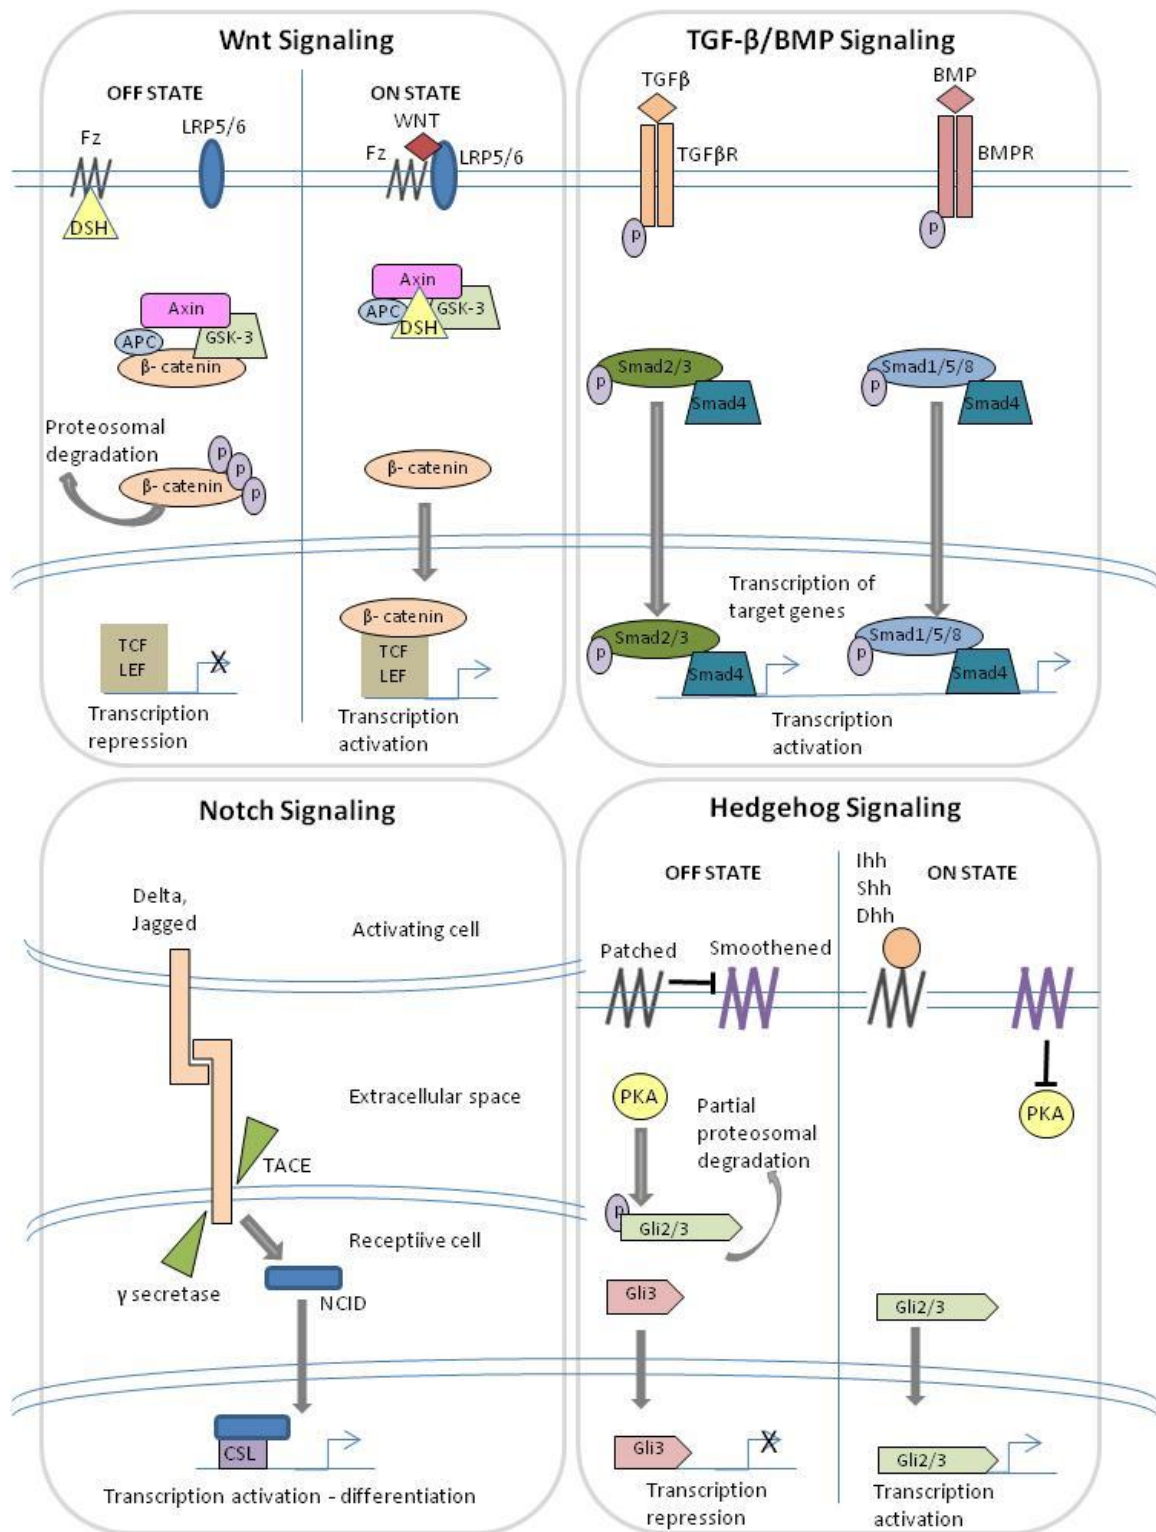 Wnt Signaling
OFF STATE
Fz
LRP5/6
DSH
Axin
APC
GSK-3
β- catenin
Proteosomal
degradation
β- catenin
p
p
p
TCF
LEF
X
Transcription
repression
ON STATE
WNT
Fz
LRP5/6
Axin
APC
GSK-3
DSH
β- catenin
β- catenin
TCF
LEF
Transcription
activation
TGF-β/BMP Signaling
TGFβ
BMP
TGFβR
BMPR
p
p
Smad2/3
p
Smad4
Smad1/5/8
p
Smad4
Transcription of
target genes
Smad2/3
p
Smad4
Smad1/5/8
p
Smad4
Transcription
activation
Notch Signaling
Delta,
Jagged
Activating cell
Extracellular space
TACE
Receptiive cell
γ secretase
NCID
CSL
Transcription activation - differentiation
Hedgehog Signaling
OFF STATE
Patched
Smoothened
PKA
Partial
proteosomal
degradation
p
Gli2/3
Gli3
Gli3
X
Transcription
repression
Ihh
Shh
Dhh
ON STATE
PKA
Gli2/3
Gli2/3
Transcription
activation